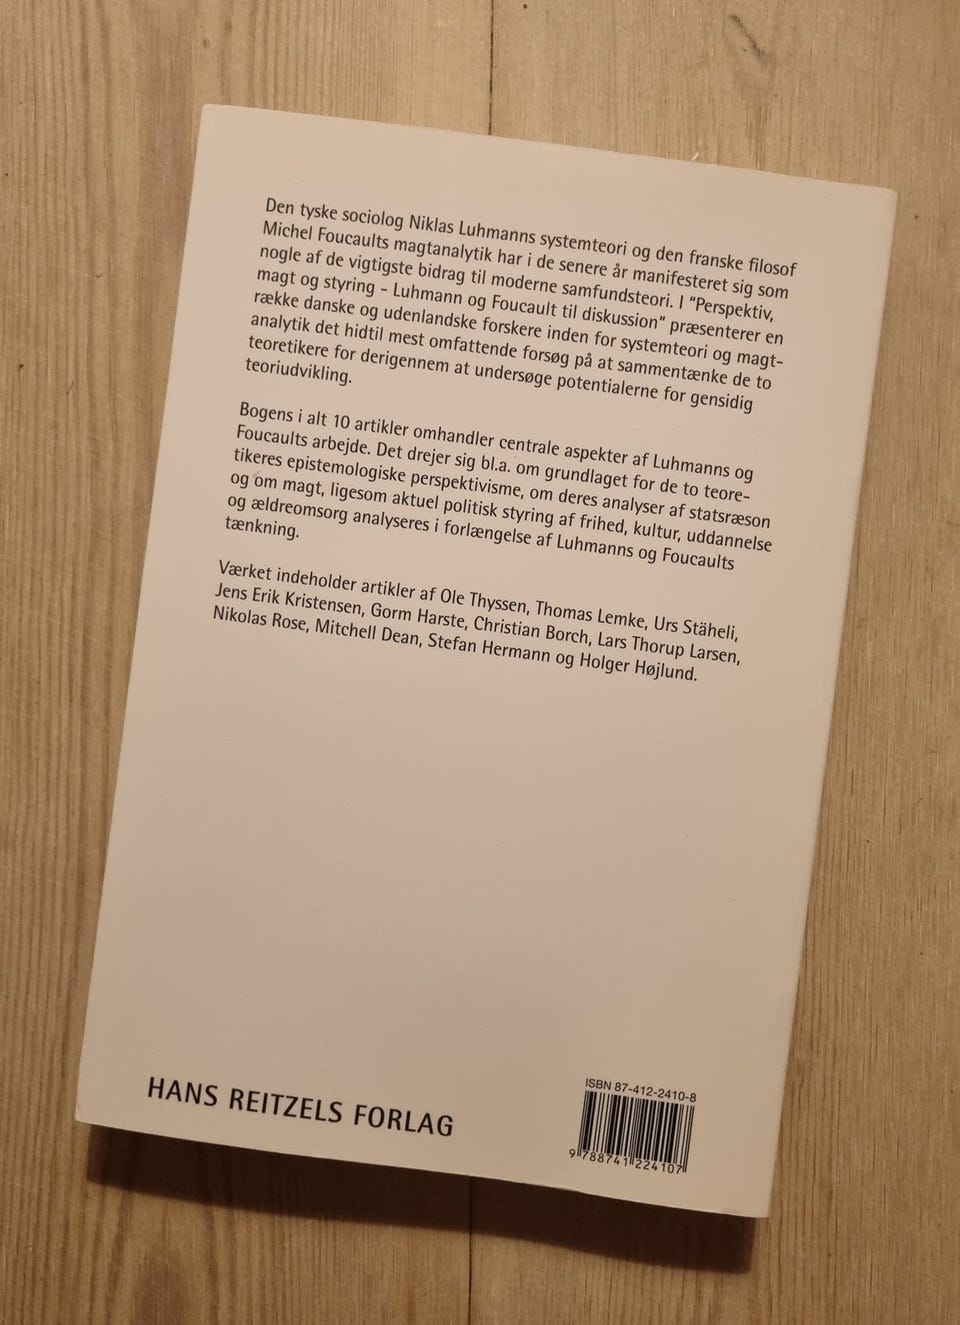 Den tyske sociolog Niklas Luhmanns systemteori og den franske filosof
Michel Foucaults magtanalytik har i de senere år manifesteret sig som
nogle af de vigtigste bidrag til moderne samfundsteori. I "Perspektiv,
magt og styring - Luhmann og Foucault til diskussion" præsenterer en
række danske og udenlandske forskere inden for systemteori og magt-
analytik det hidtil mest omfattende forsøg på at sammentænke de to
teoretikere for derigennem at undersøge potentialerne for gensidig
teoriudvikling.
Bogens i alt 10 artikler omhandler centrale aspekter af Luhmanns og
Foucaults arbejde. Det drejer sig bl.a. om grundlaget for de to teore-
tikeres epistemologiske perspektivisme, om deres analyser af statsræson
og om magt, ligesom aktuel politisk styring af frihed, kultur, uddannelse
og ældreomsorg analyseres i forlængelse af Luhmanns og Foucaults
tænkning.
Værket indeholder artikler af Ole Thyssen, Thomas Lemke, Urs Stäheli,
Jens Erik Kristensen, Gorm Harste, Christian Borch, Lars Thorup Larsen,
Nikolas Rose, Mitchell Dean, Stefan Hermann og Holger Højlund.
HANS REITZELS FORLAG
ISBN 87-412-2410-8
9 788741 224107